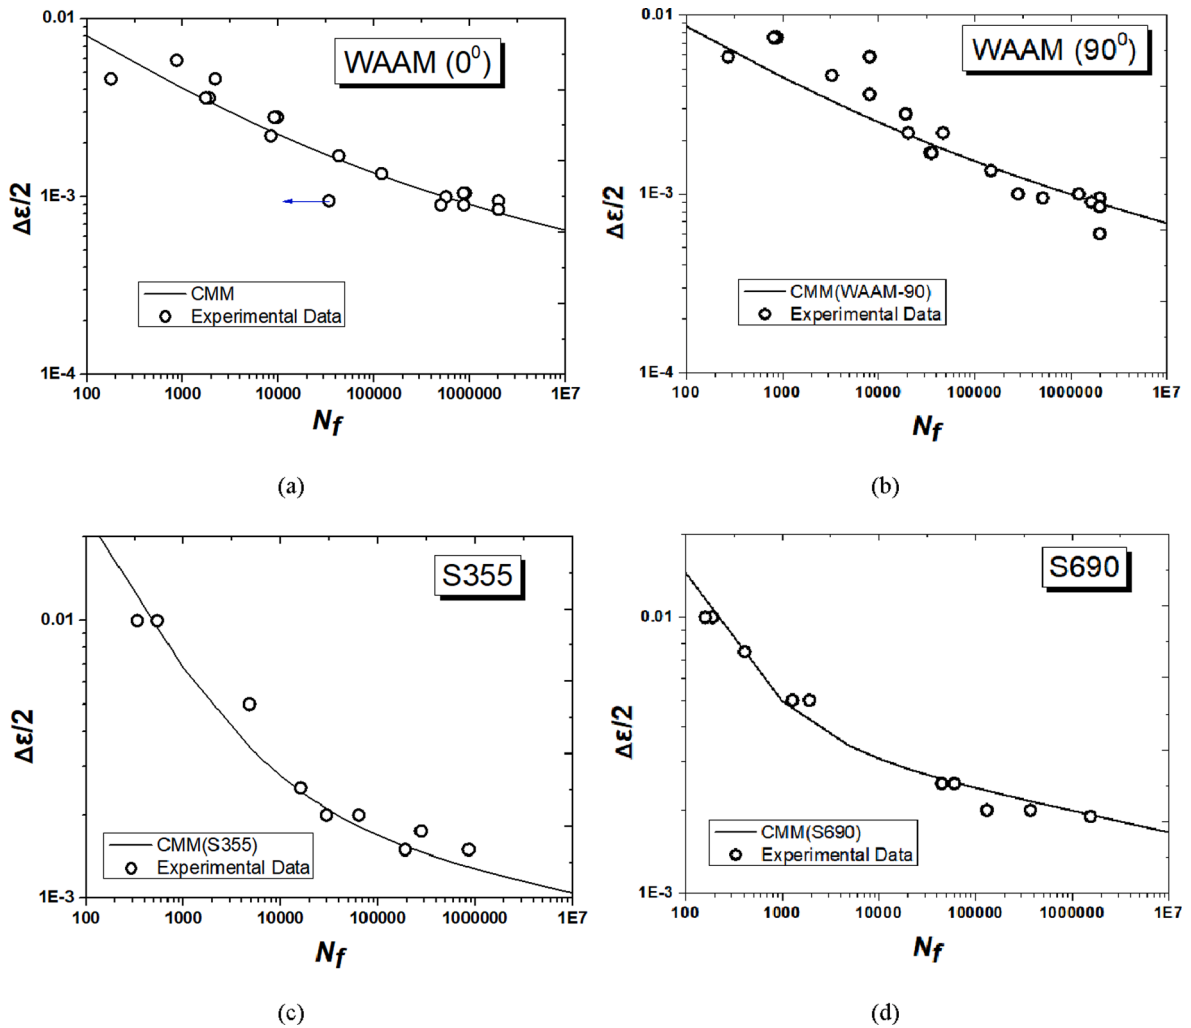 WAAM (0⁰)
0.01
1E-3
1E-4
Δε/2
CMM
Experimental Data
100 1000 10000 100000 1000000 1E7
Nf
(a)
WAAM (90⁰)
0.01
1E-3
1E-4
Δε/2
CMM(WAAM-90)
Experimental Data
100 1000 10000 100000 1000000 1E7
Nf
(b)
S355
0.01
1E-3
Δε/2
CMM(S355)
Experimental Data
100 1000 10000 100000 1000000 1E7
Nf
(c)
S690
0.01
1E-3
Δε/2
CMM(S690)
Experimental Data
100 1000 10000 100000 1000000 1E7
Nf
(d)